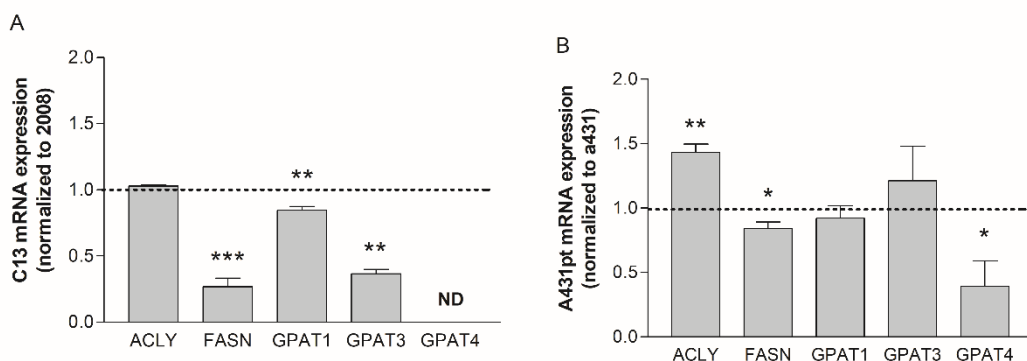 A
C13 mRNA expression
(normalized to 2008)
2.0
1.5
1.0
0.5
0.0
***
**
**
ND
ACLY FASN GPAT1 GPAT3 GPAT4
B
A431pt mRNA expression
(normalized to a431)
2.0
1.5
1.0
0.5
0.0
**
*
*
ACLY FASN GPAT1 GPAT3 GPAT4